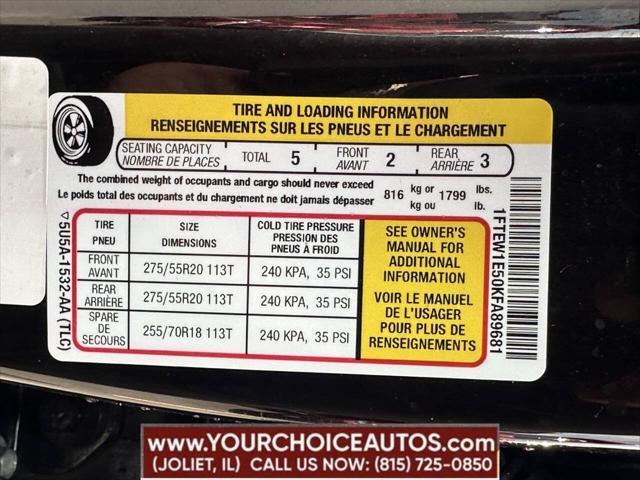 TIRE AND LOADING INFORMATION
RENSEIGNEMENTS SUR LES PNEUS ET LE CHARGEMENT
SEATING CAPACITY
NOMBRE DE PLACES
TOTAL 5
FRONT
AVANT
2
REAR
ARRIÈRE
3
The combined weight of occupants and cargo should never exceed
Le poids total des occupants et du chargement ne doit jamais dépasser
816 kg or 1799 lbs.
kg ou lb.
TIRE
PNEU
SIZE
DIMENSIONS
COLD TIRE PRESSURE
PRESSION DES
PNEUS À FROID
FRONT
AVANT
275/55R20 113T
240 KPA, 35 PSI
REAR
ARRIÈRE
275/55R20 113T
240 KPA, 35 PSI
SPARE
DE SECOURS
255/70R18 113T
240 KPA, 35 PSI
SEE OWNER'S
MANUAL FOR
ADDITIONAL
INFORMATION
VOIR LE MANUEL
DE L'USAGER
POUR PLUS DE
RENSEIGNEMENTS
5U5A-1532-AA (TLC)
1FTEW1E50KFA89681
WWW.YOURCHOICEAUTOS.COM
(JOLIET, IL) CALL US NOW: (815) 725-0850